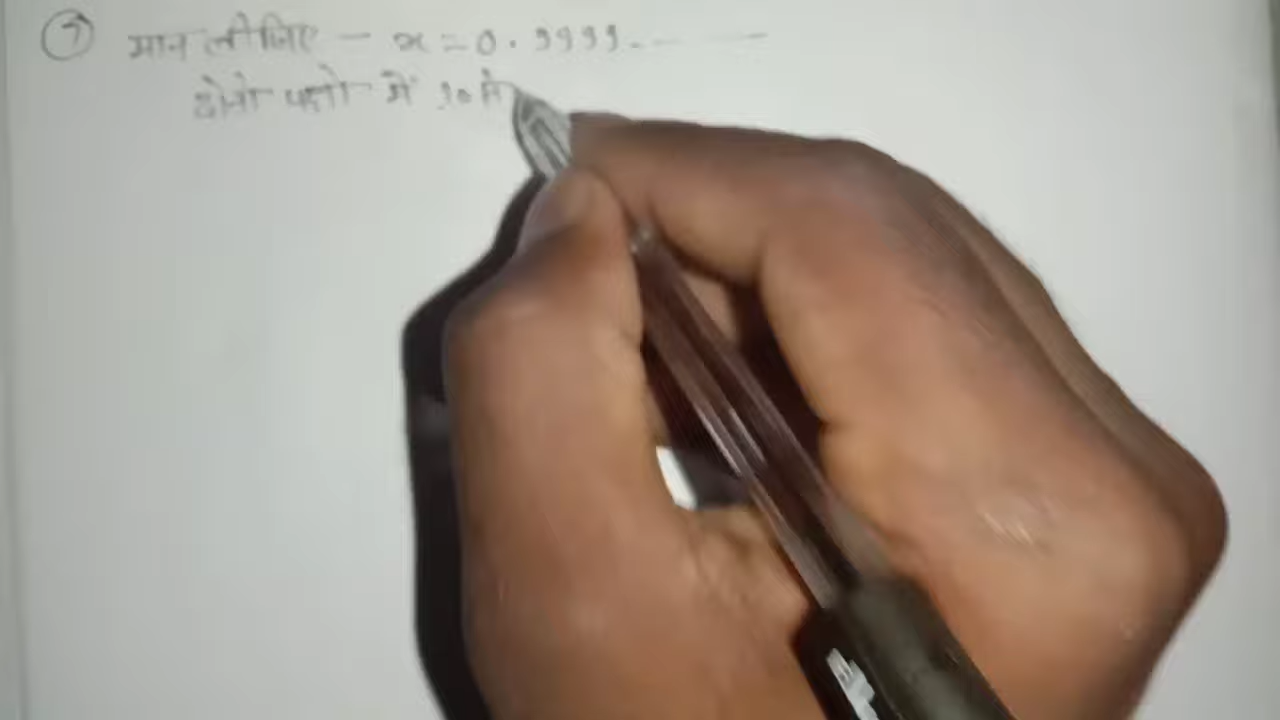 7 मान लीजिए - x = 0.9999.. -- —
दोनो पक्षो में 10 से